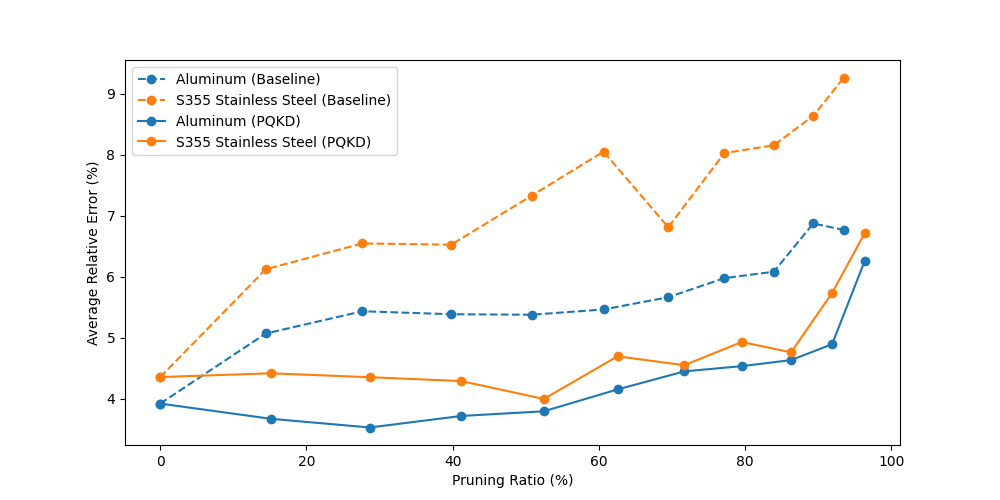 Aluminum (Baseline)
S355 Stainless Steel (Baseline)
Aluminum (PQKD)
S355 Stainless Steel (PQKD)
Average Relative Error (%)
9
8
7
6
5
4
0 20 40 60 80 100
Pruning Ratio (%)